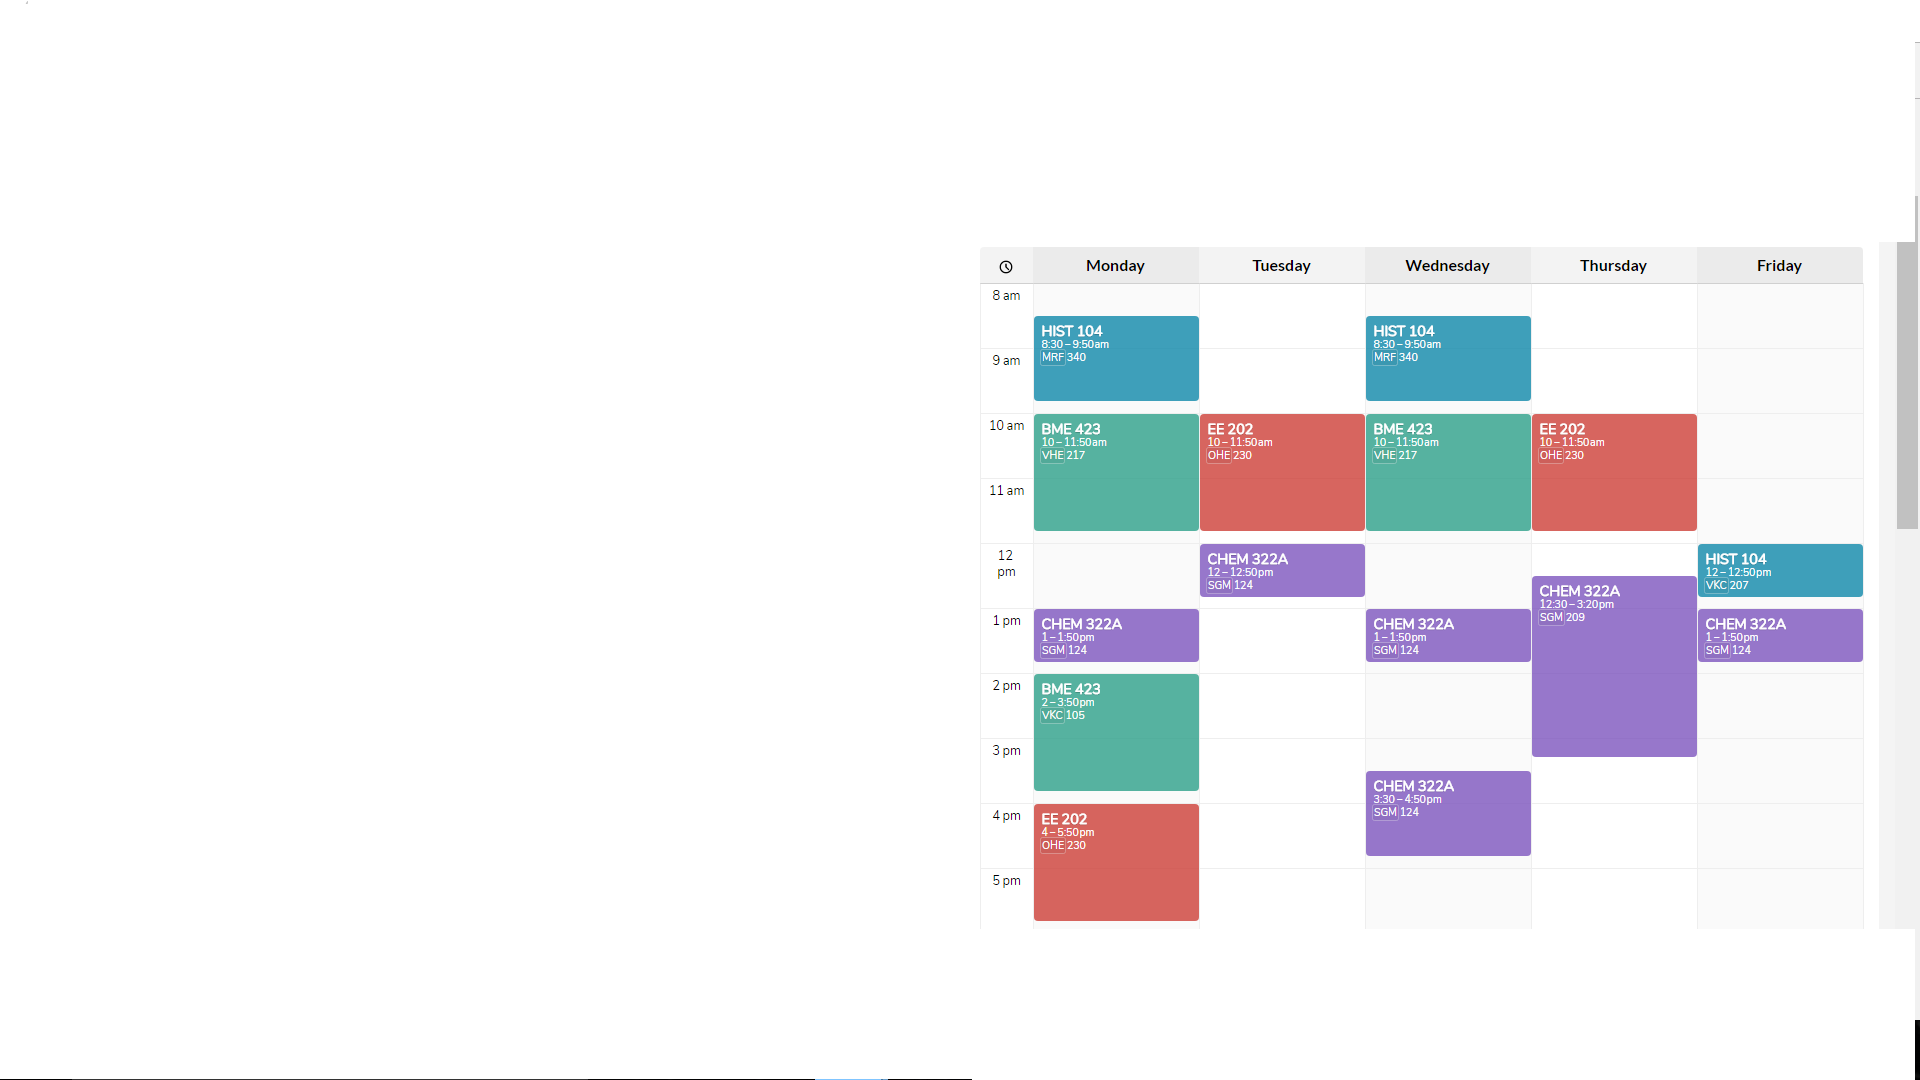 Monday Tuesday Wednesday Thursday Friday
8 am
HIST 104
8:30 – 9:50am
MRF 340
HIST 104
8:30 – 9:50am
MRF 340
9 am
10 am
BME 423
10 – 11:50am
VHE 217
EE 202
10 – 11:50am
OHE 230
BME 423
10 – 11:50am
VHE 217
EE 202
10 – 11:50am
OHE 230
11 am
12
pm
CHEM 322A
12 – 12:50pm
SGM 124
CHEM 322A
12:30 – 3:20pm
SGM 209
HIST 104
12 – 12:50pm
VKC 207
1 pm
CHEM 322A
1 – 1:50pm
SGM 124
CHEM 322A
1 – 1:50pm
SGM 124
CHEM 322A
1 – 1:50pm
SGM 124
2 pm
BME 423
2 – 3:50pm
VKC 105
3 pm
CHEM 322A
3:30 – 4:50pm
SGM 124
4 pm
EE 202
4 – 5:50pm
OHE 230
5 pm